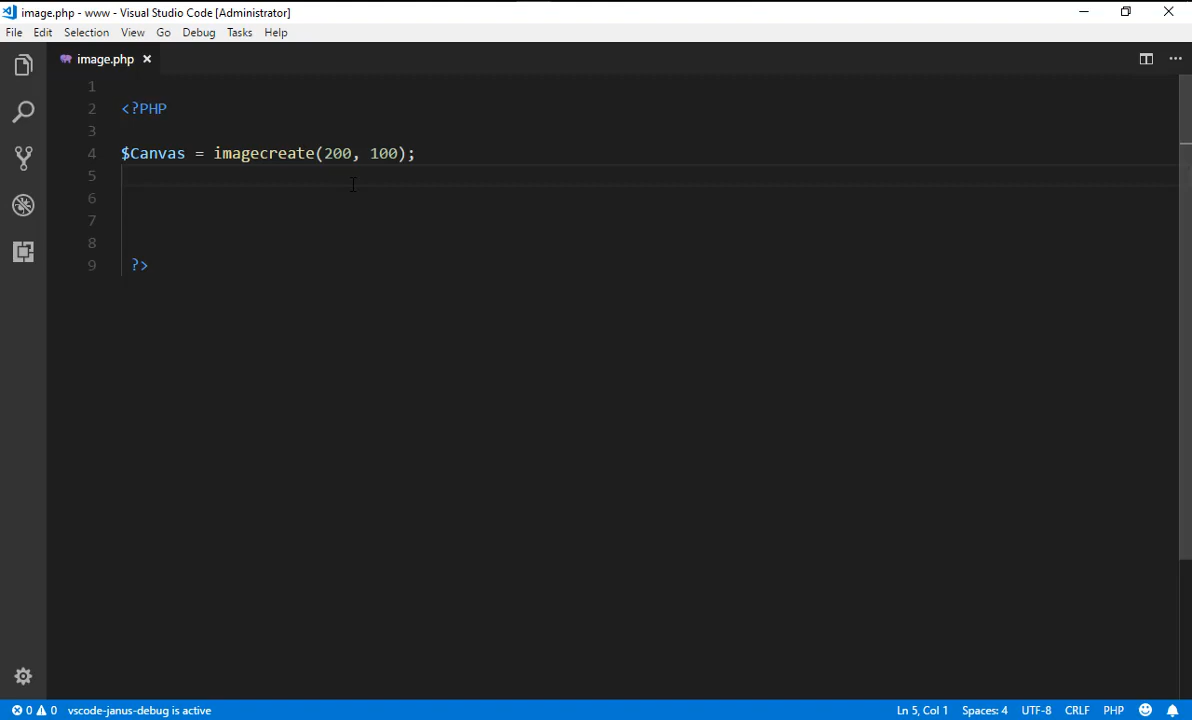 image.php - www - Visual Studio Code [Administrator]
File Edit Selection View Go Debug Tasks Help
image.php
1
2 <?PHP
3
4 $Canvas = imagecreate(200, 100);
5
6
7
8
9 ?>
0 0 vscode-janus-debug is active Ln 5, Col 1 Spaces: 4 UTF-8 CRLF PHP